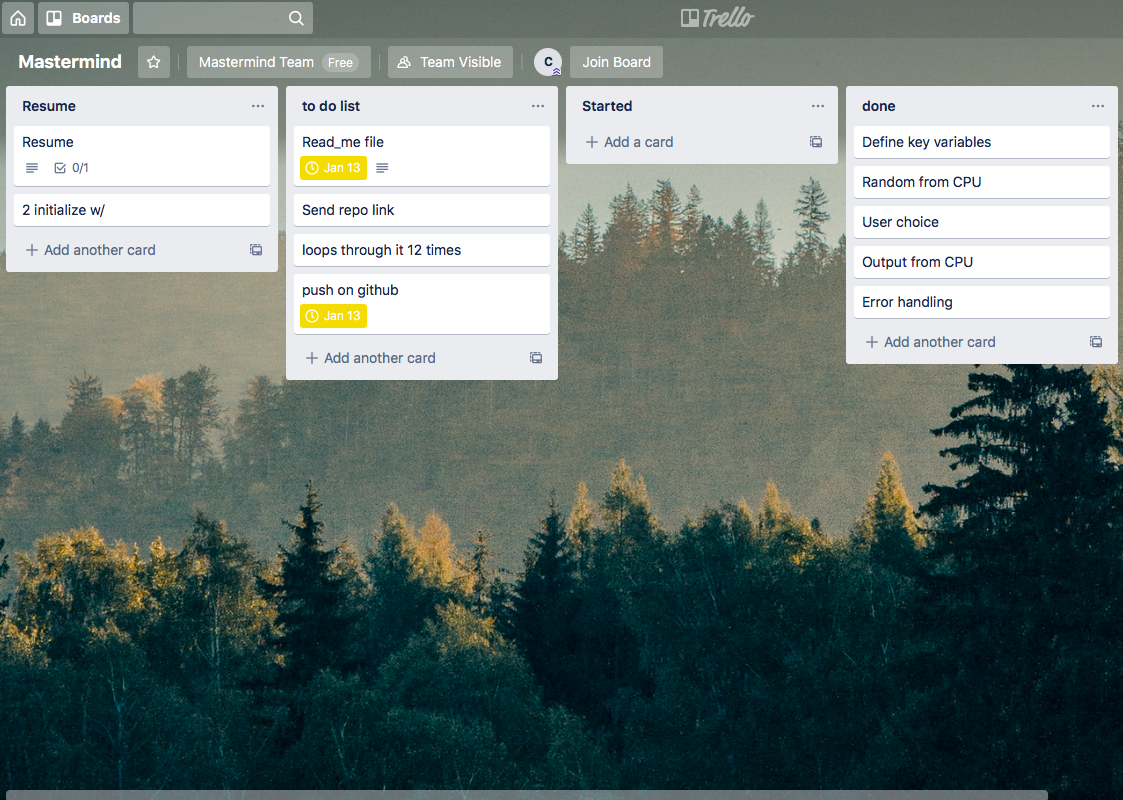 Boards
Trello
Mastermind
Mastermind Team Free
Team Visible
C
Join Board
Resume
Resume
0/1
2 initialize w/
Add another card
to do list
Read_me file
Jan 13
Send repo link
loops through it 12 times
push on github
Jan 13
Add another card
Started
Add a card
done
Define key variables
Random from CPU
User choice
Output from CPU
Error handling
Add another card